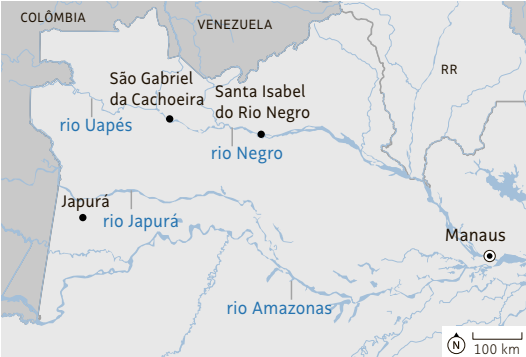 COLÔMBIA
VENEZUELA
RR
São Gabriel
da Cachoeira
Santa Isabel
do Rio Negro
rio Uapés
rio Negro
Japurá
rio Japurá
Manaus
rio Amazonas
N
100 km